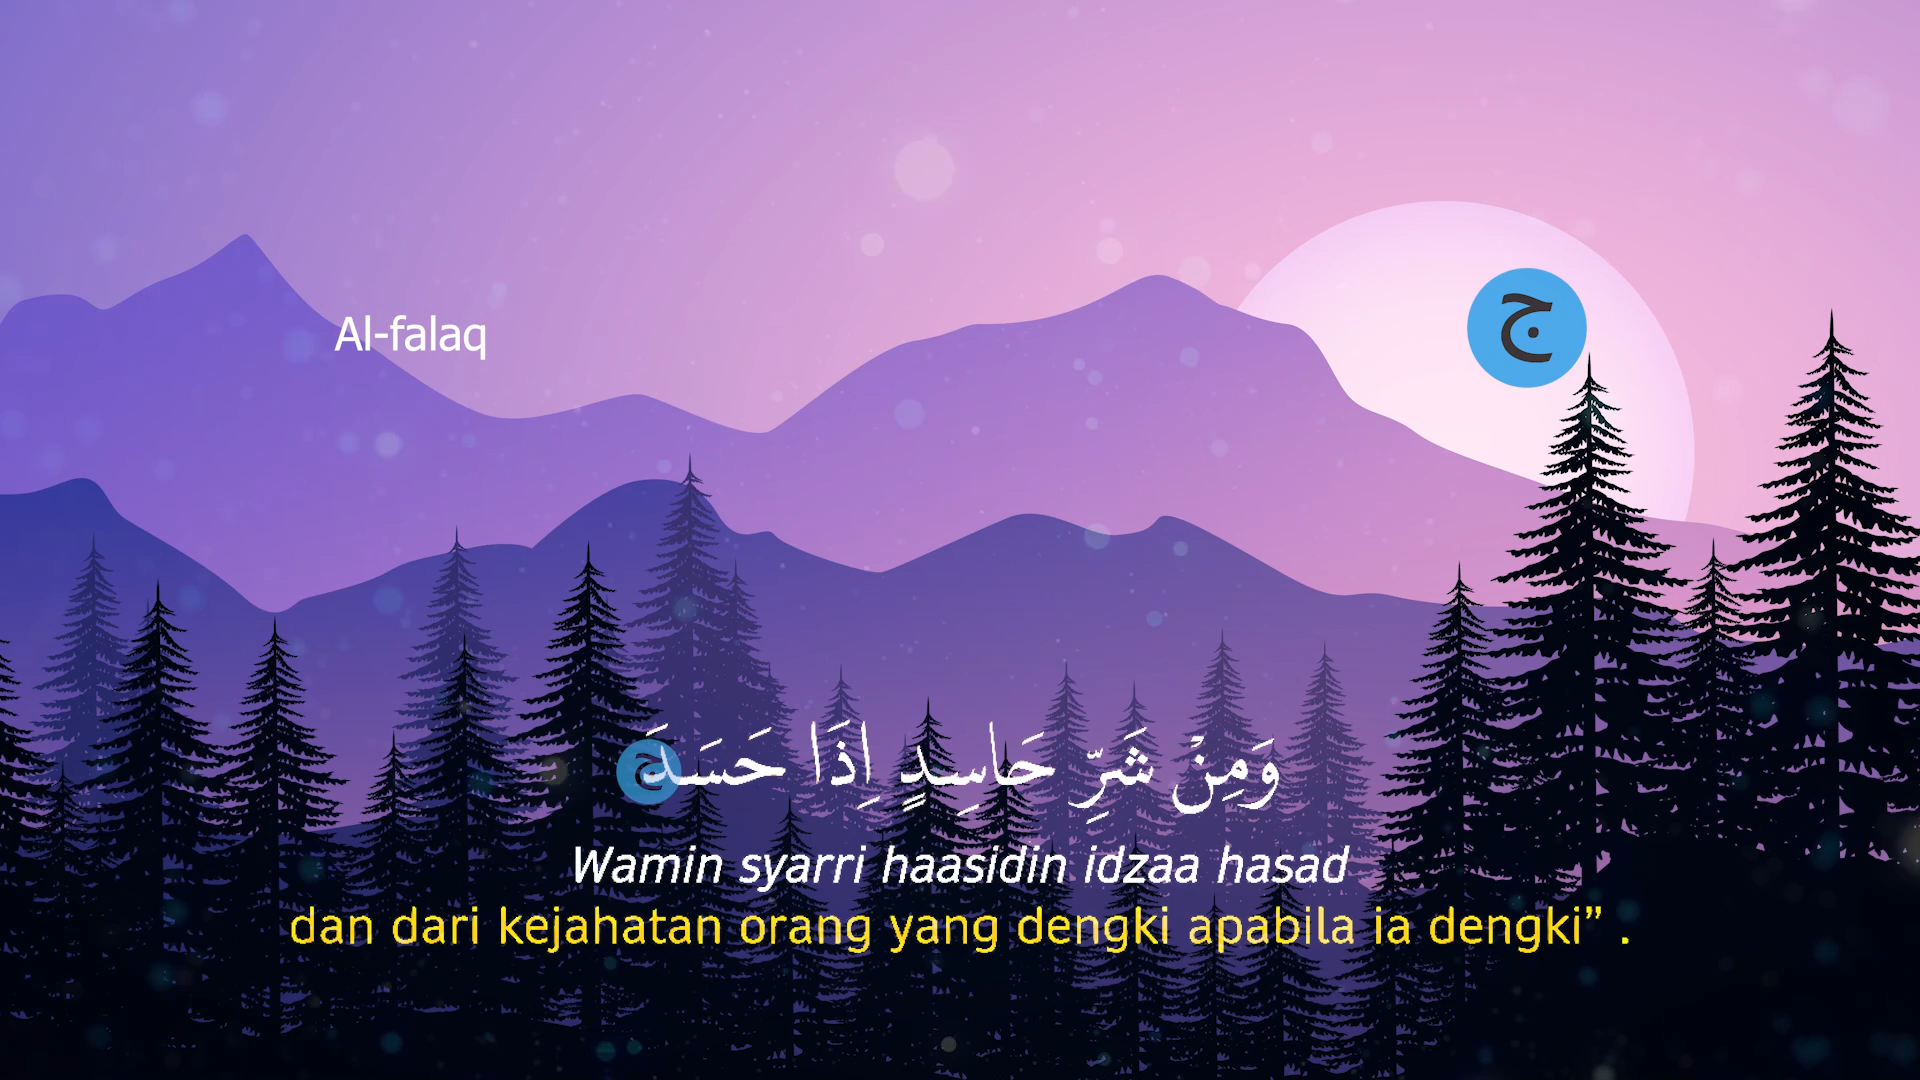 Al-falaq
ج
وَمِنْ شَرِّ حَاسِدٍ اِذَا حَسَدَ ج
Wamin syarri haasidin idzaa hasad
dan dari kejahatan orang yang dengki apabila ia dengki” .